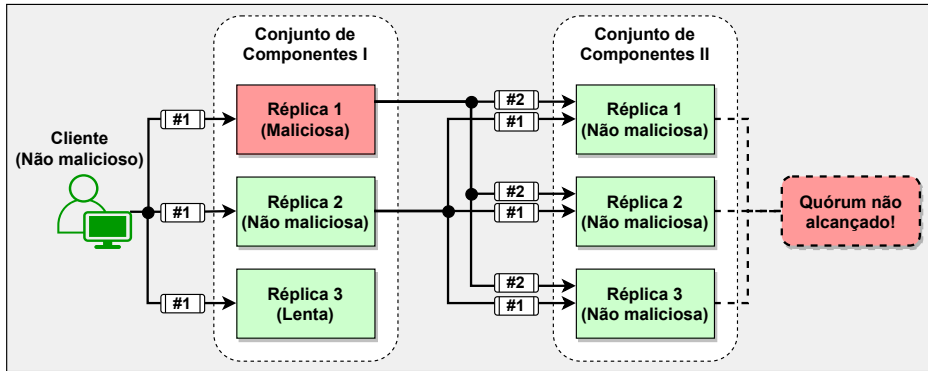 Conjunto de
Componentes I
Conjunto de
Componentes II
Cliente
(Não malicioso)
#1
Réplica 1
(Maliciosa)
#2
#1
Réplica 1
(Não maliciosa)
#1
Réplica 2
(Não maliciosa)
#2
#1
Réplica 2
(Não maliciosa)
Quórum não
alcançado!
#1
Réplica 3
(Lenta)
#2
#1
Réplica 3
(Não maliciosa)